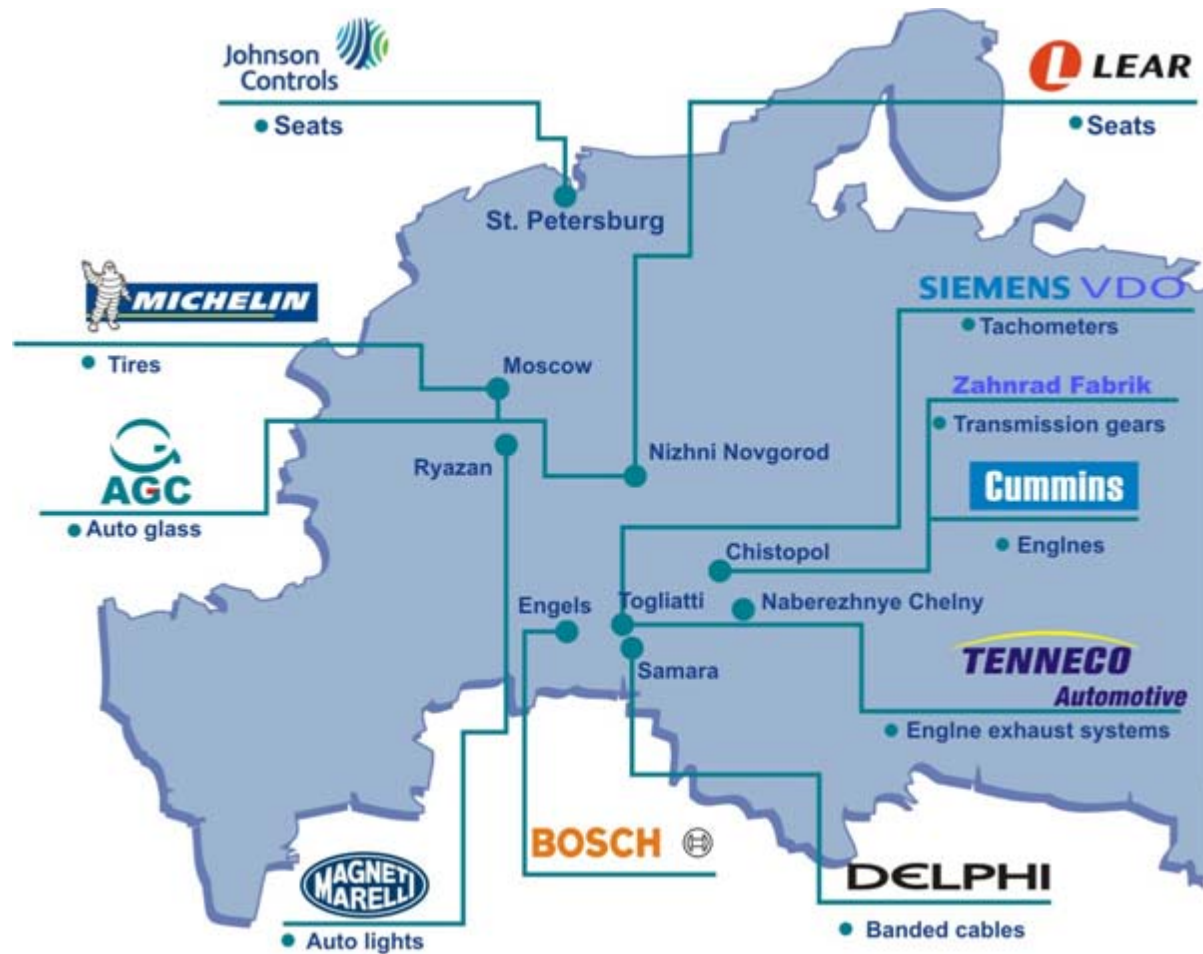 Johnson
Controls
Seats
LEAR
Seats
St. Petersburg
MICHELIN
Tires
SIEMENS VDO
Tachometers
Moscow
Zahnrad Fabrik
Transmission gears
AGC
Auto glass
Ryazan
Nizhni Novgorod
Cummins
EngInes
Chistopol
Engels
Togliatti
Naberezhnye Chelny
Samara
TENNECO
Automotive
EngIne exhaust systems
BOSCH
MAGNETI
MARELLI
Auto lights
DELPHI
Banded cables